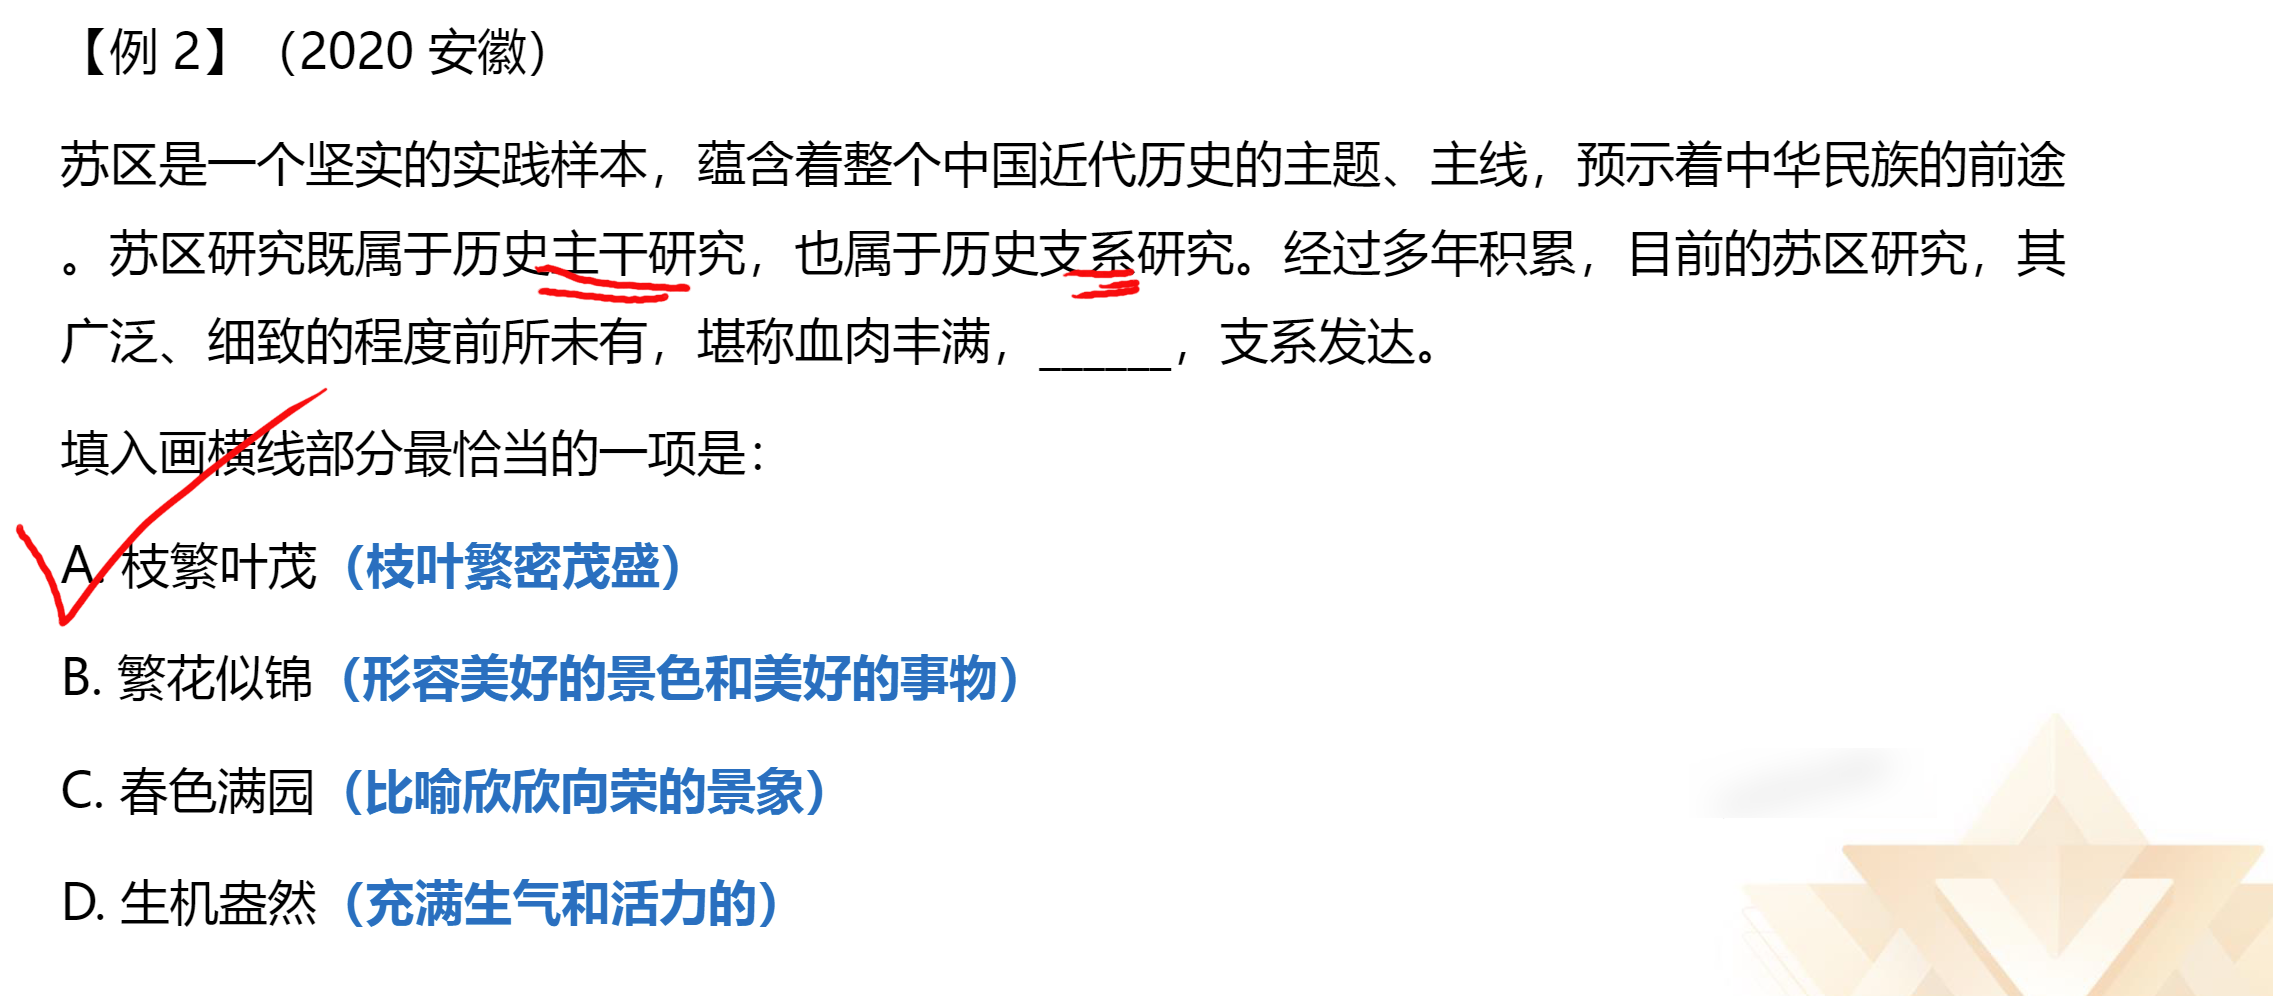 【例 2】（2020 安徽）
苏区是一个坚实的实践样本，蕴含着整个中国近代历史的主题、主线，预示着中华民族的前途
。苏区研究既属于历史主干研究，也属于历史支系研究。经过多年积累，目前的苏区研究，其
广泛、细致的程度前所未有，堪称血肉丰满，______，支系发达。
填入画横线部分最恰当的一项是：
A. 枝繁叶茂（枝叶繁密茂盛）
B. 繁花似锦（形容美好的景色和美好的事物）
C. 春色满园（比喻欣欣向荣的景象）
D. 生机盎然（充满生气和活力的）